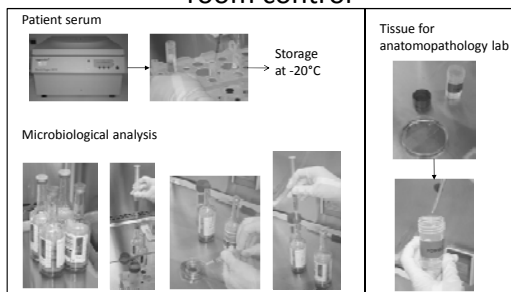 room control
Patient serum
Storage
at -20°C
Microbiological analysis
Tissue for
anatomopathology lab